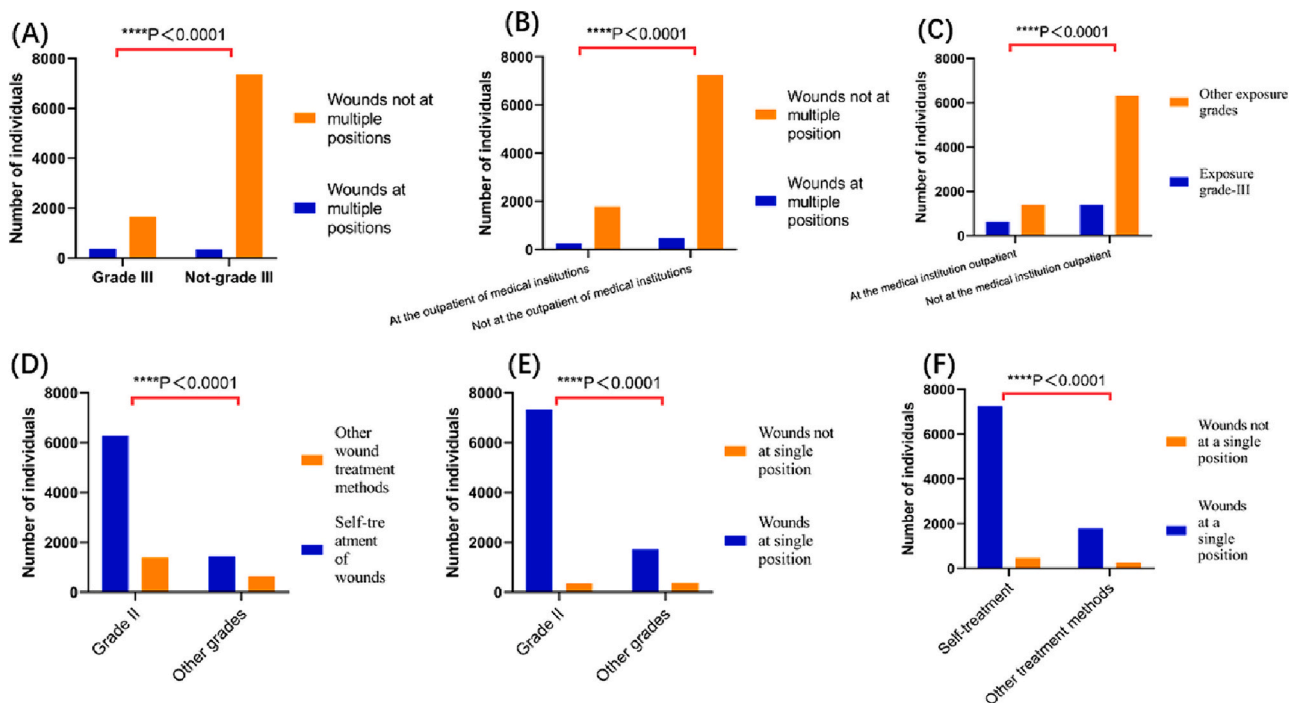 (A)
****P<0.0001
Number of individuals
8000
6000
4000
2000
0
Grade III
Not-grade III
Wounds not at
multiple
positions
Wounds at
multiple
positions
(B)
****P<0.0001
Number of individuals
8000
6000
4000
2000
0
At the outpatient of medical institutions
Not at the outpatient of medical institutions
Wounds not at
multiple
position
Wounds at
multiple
positions
(C)
****P<0.0001
Number of individuals
8000
6000
4000
2000
0
At the medical institution outpatient
Not at the medical institution outpatient
Other exposure
grades
Exposure
grade-III
(D)
****P<0.0001
Number of individuals
8000
6000
4000
2000
0
Grade II
Other grades
Other
wound
treatment
methods
Self-tre
atment
of
wounds
(E)
****P<0.0001
Number of individuals
8000
6000
4000
2000
0
Grade II
Other grades
Wounds not
at single
position
Wounds
at single
position
(F)
****P<0.0001
Number of individuals
8000
6000
4000
2000
0
Self-treatment
Other treatment methods
Wounds not
at a single
position
Wounds
at a
single
position